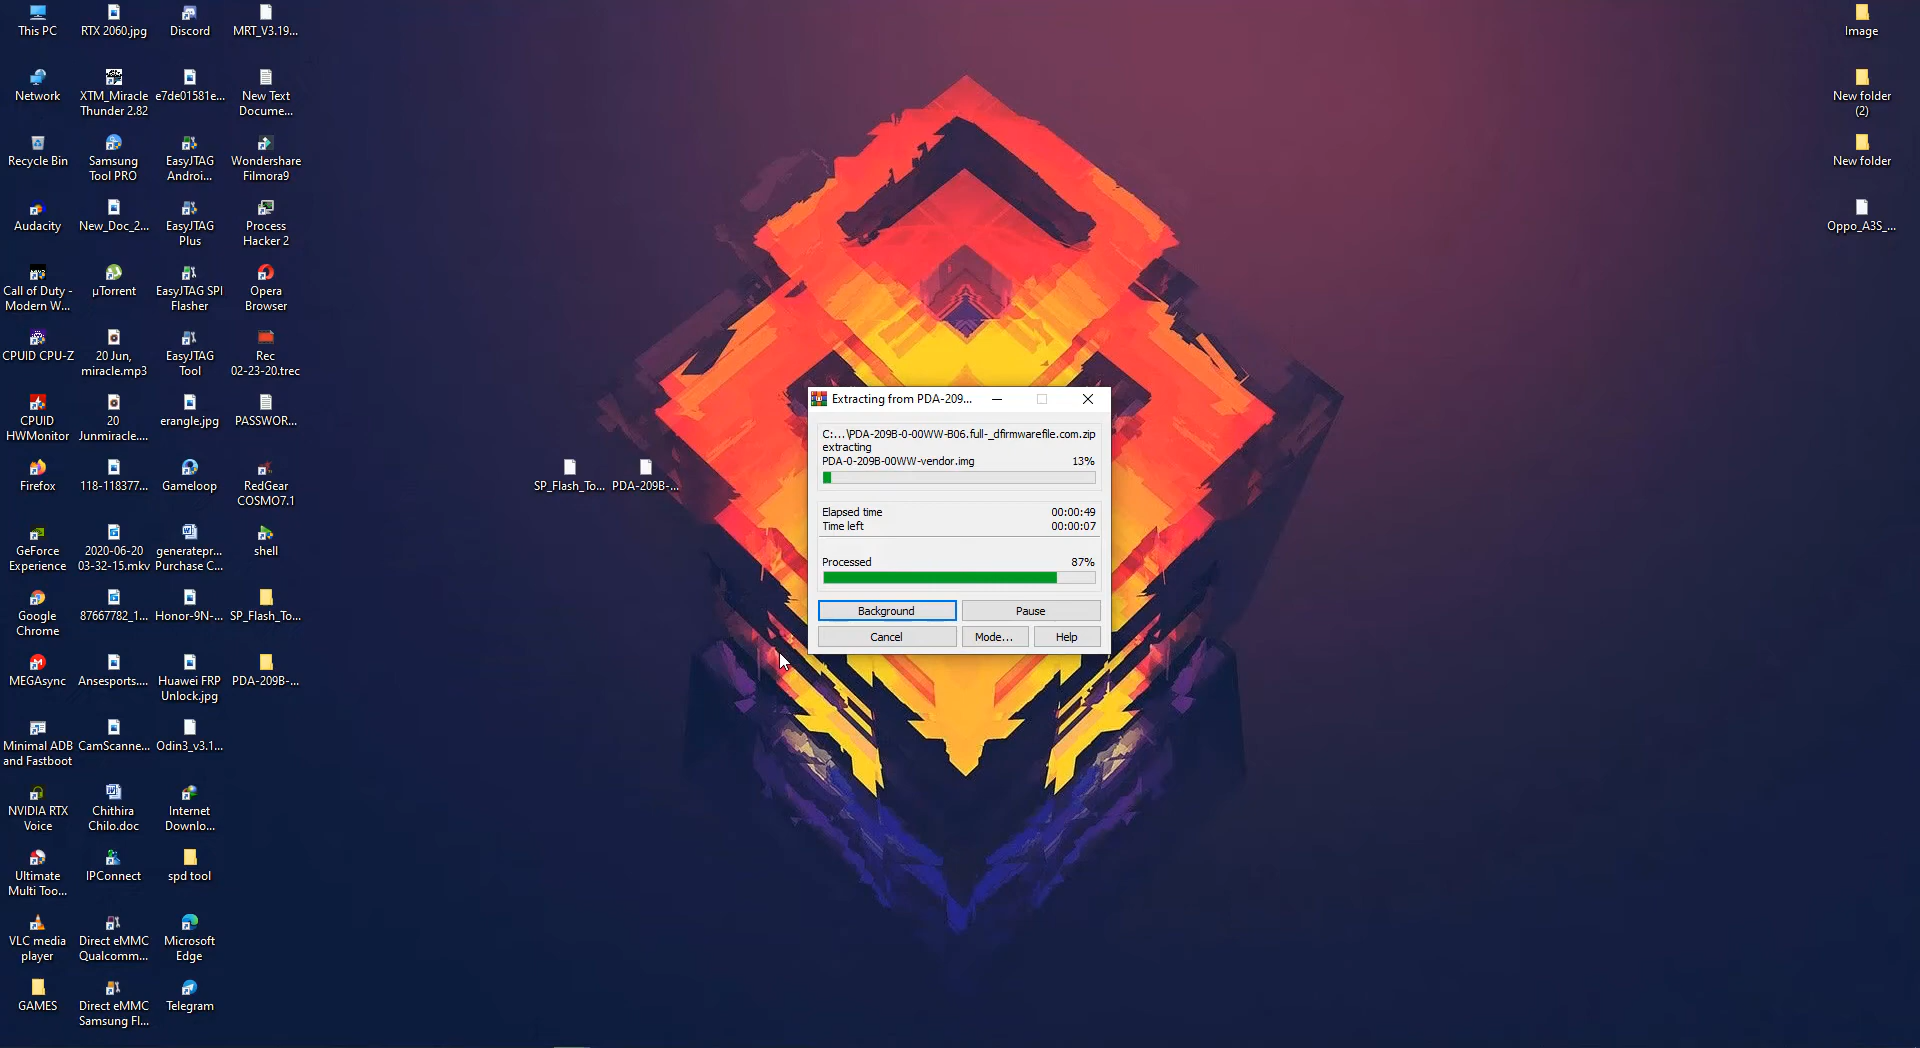 This PC
RTX 2060.jpg
Discord
MRT_V3.19...
Image
Network
XTM_Miracle
Thunder 2.82
e7de01581e...
New Text
Docume...
New folder
(2)
Recycle Bin
Samsung
Tool PRO
EasyJTAG
Androi...
Wondershare
Filmora9
New folder
Audacity
New_Doc_2...
EasyJTAG
Plus
Process
Hacker 2
Oppo_A3S_...
Call of Duty -
Modern W...
µTorrent
EasyJTAG SPI
Flasher
Opera
Browser
CPUID CPU-Z
20 Jun,
miracle.mp3
EasyJTAG
Tool
Rec
02-23-20.trec
CPUID
HWMonitor
20
Junmiracle....
erangle.jpg
PASSWOR...
Firefox
118-118377...
Gameloop
RedGear
COSMO7.1
SP_Flash_To...
PDA-209B-...
GeForce
Experience
2020-06-20
03-32-15.mkv
generatepr...
Purchase C...
shell
Google
Chrome
87667782_1...
Honor-9N-...
SP_Flash_To...
MEGAsync
Ansesports....
Huawei FRP
Unlock.jpg
PDA-209B-...
Minimal ADB
and Fastboot
CamScanne...
Odin3_v3.1...
NVIDIA RTX
Voice
Chithira
Chilo.doc
Internet
Downlo...
Ultimate
Multi Too...
IPConnect
spd tool
VLC media
player
Direct eMMC
Qualcomm...
Microsoft
Edge
GAMES
Direct eMMC
Samsung Fl...
Telegram
Extracting from PDA-209...
C:...\PDA-209B-0-00WW-B06.full-_dfirmwarefile.com.zip
extracting
PDA-0-209B-00WW-vendor.img 13%
Elapsed time 00:00:49
Time left 00:00:07
Processed 87%
Background Pause
Cancel Mode... Help